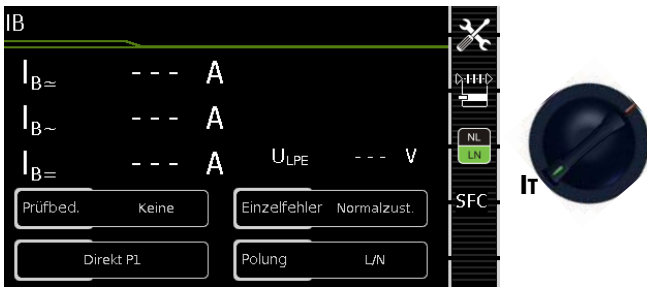 IB
IB≂ - - - A
IB~ - - - A
IB= - - - A
ULPE - - - V
Prüfbed. Keine
Einzelfehler Normalzust.
Direkt P1
Polung L/N
NL
LN
SFC
IT